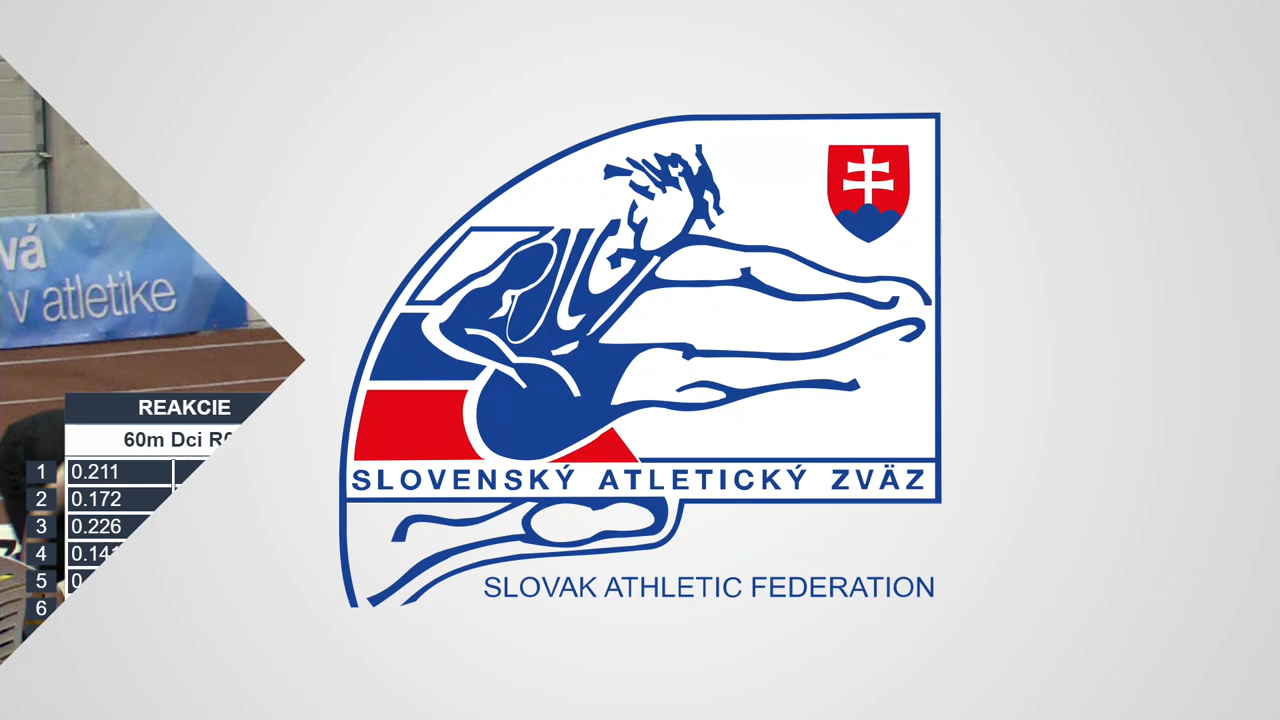 v atletike
REAKCIE
60m Dci
1 0.211
2 0.172
3 0.226
4
5
6
SLOVENSKÝ ATLETICKÝ ZVÄZ
SLOVAK ATHLETIC FEDERATION